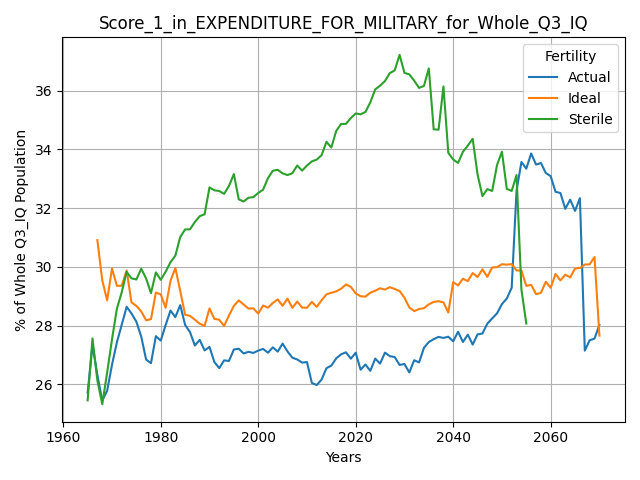 Score_1_in_EXPENDITURE_FOR_MILITARY_for_Whole_Q3_IQ
Fertility
Actual
Ideal
Sterile
% of Whole Q3_IQ Population
36
34
32
30
28
26
1960
1980
2000
2020
2040
2060
Years